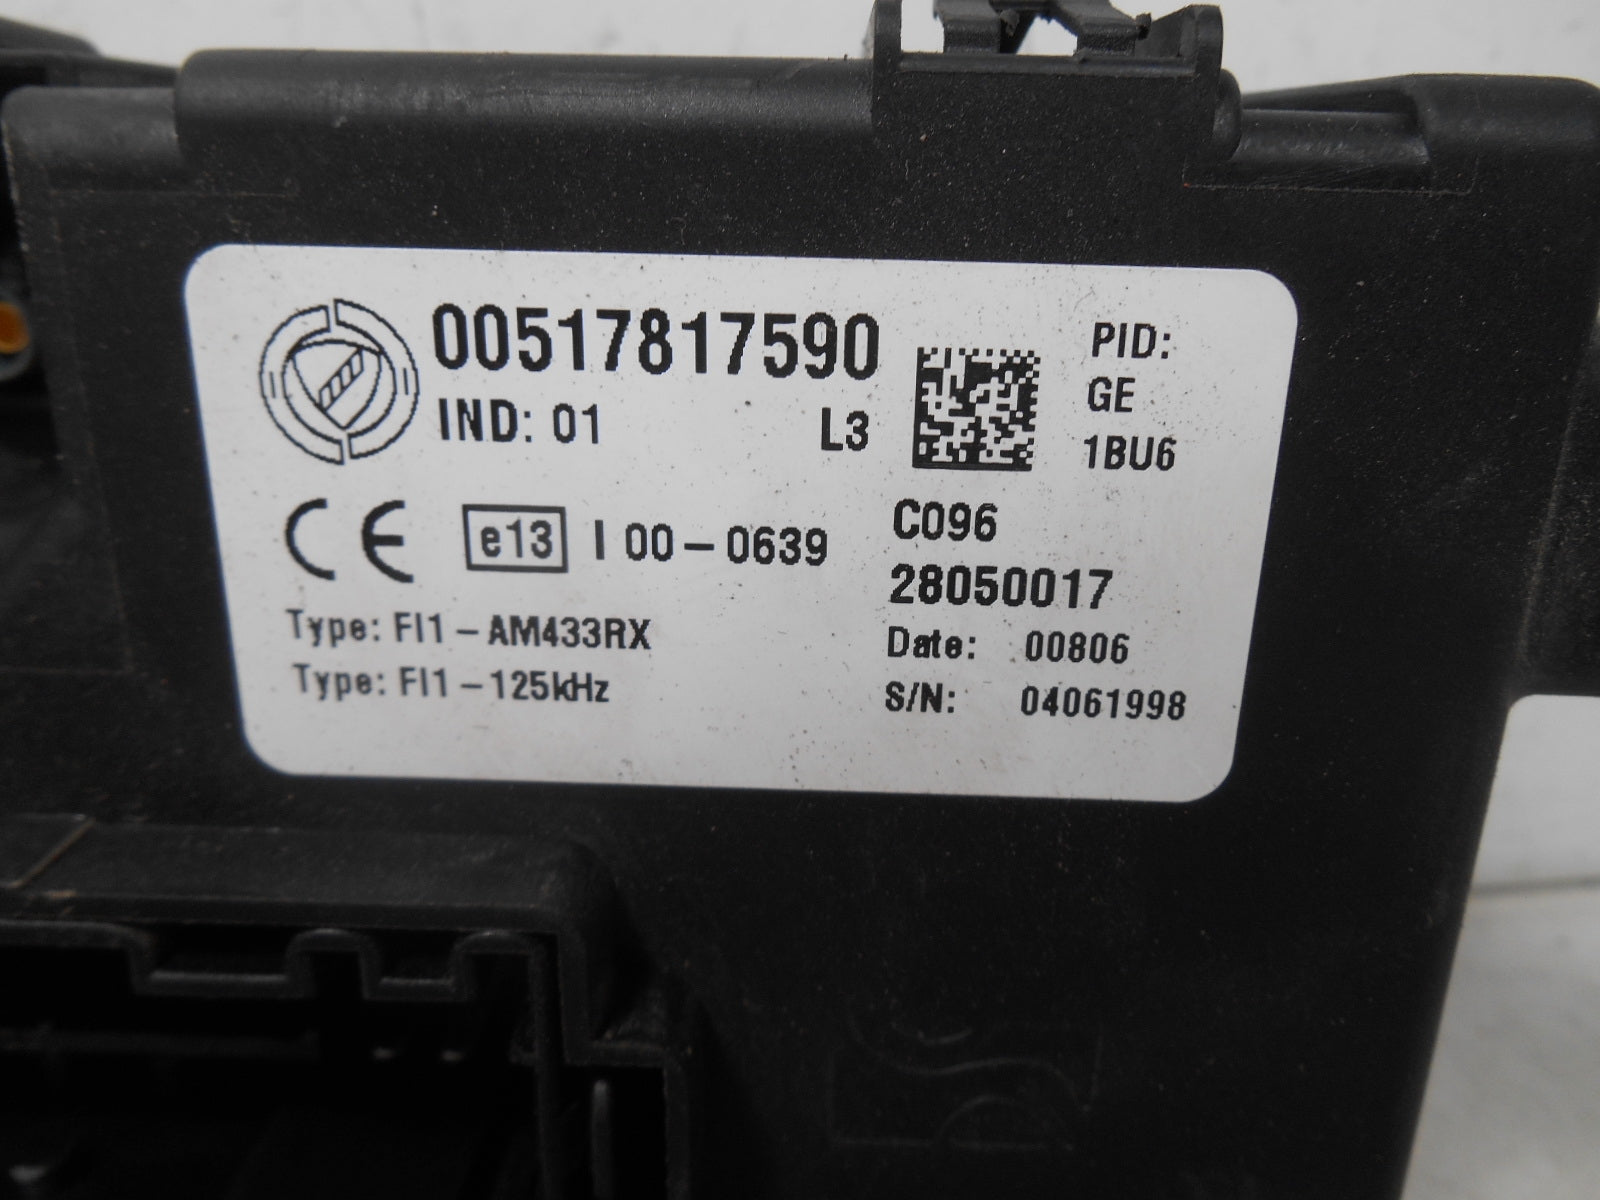 00517817590
IND: 01 L3
PID:
GE
1BU6
CE e13 I 00-0639
C096
28050017
Type: FI1-AM433RX
Date: 00806
Type: FI1-125kHz
S/N: 04061998